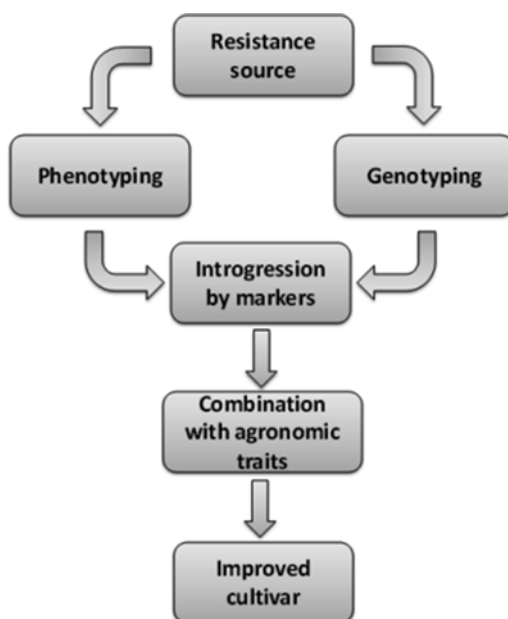 Resistance
source
Phenotyping
Genotyping
Introgression
by markers
Combination
with agronomic
traits
Improved
cultivar